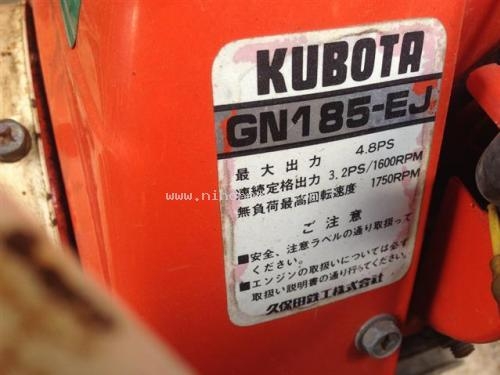 KUBOTA
GN185-EJ
最大出力 4.8PS
連続定格出力 3.2PS/1600RPM
無負荷最高回転速度 1750RPM
ご注意
■安全、注意ラベルの通り取扱って
ください。
■エンジンの取扱いについては必ず
取扱い説明書の通り行ってください。
久保田鉄工株式会社